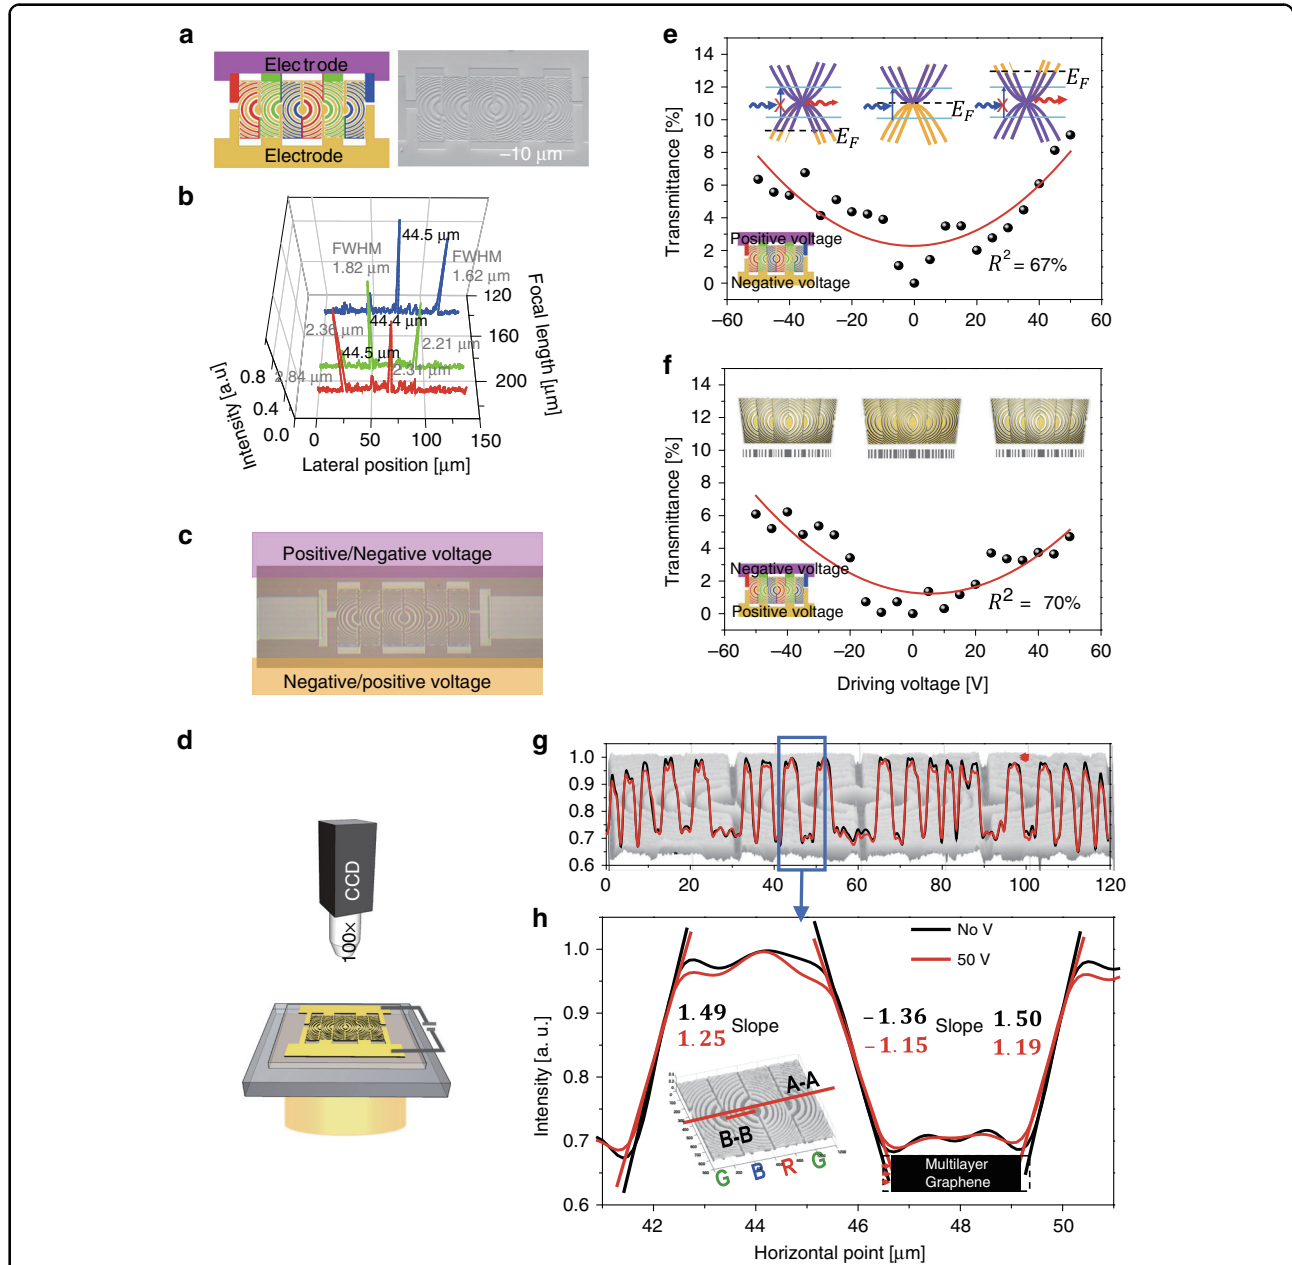 a
Electrode
Electrode
–10 μm
b
44.5 μm
FWHM
1.82 μm
FWHM
1.62 μm
44.4 μm
2.36 μm
2.21 μm
44.5 μm
2.84 μm
2.31 μm
120
160
200
Focal length [μm]
0.8
0.4
0.0
Intensity [a.u]
0
50
100
150
Lateral position [μm]
c
Positive/Negative voltage
Negative/positive voltage
d
CCD
100×
e
14
12
10
8
6
4
2
0
Transmittance [%]
E_F
E_F
E_F
Positive voltage
Negative voltage
R² = 67%
−60
−40
−20
0
20
40
60
f
14
12
10
8
6
4
2
0
Transmittance [%]
Negative voltage
Positive voltage
R² = 70%
−60
−40
−20
0
20
40
60
Driving voltage [V]
g
1.0
0.9
0.8
0.7
0.6
0
20
40
60
80
100
120
h
1.0
0.9
0.8
0.7
0.6
Intensity [a. u.]
No V
50 V
1.49
1.25
Slope
−1.36
−1.15
Slope
1.50
1.19
A-A
B-B
G B R G
Multilayer
Graphene
42
44
46
48
50
Horizontal point [μm]